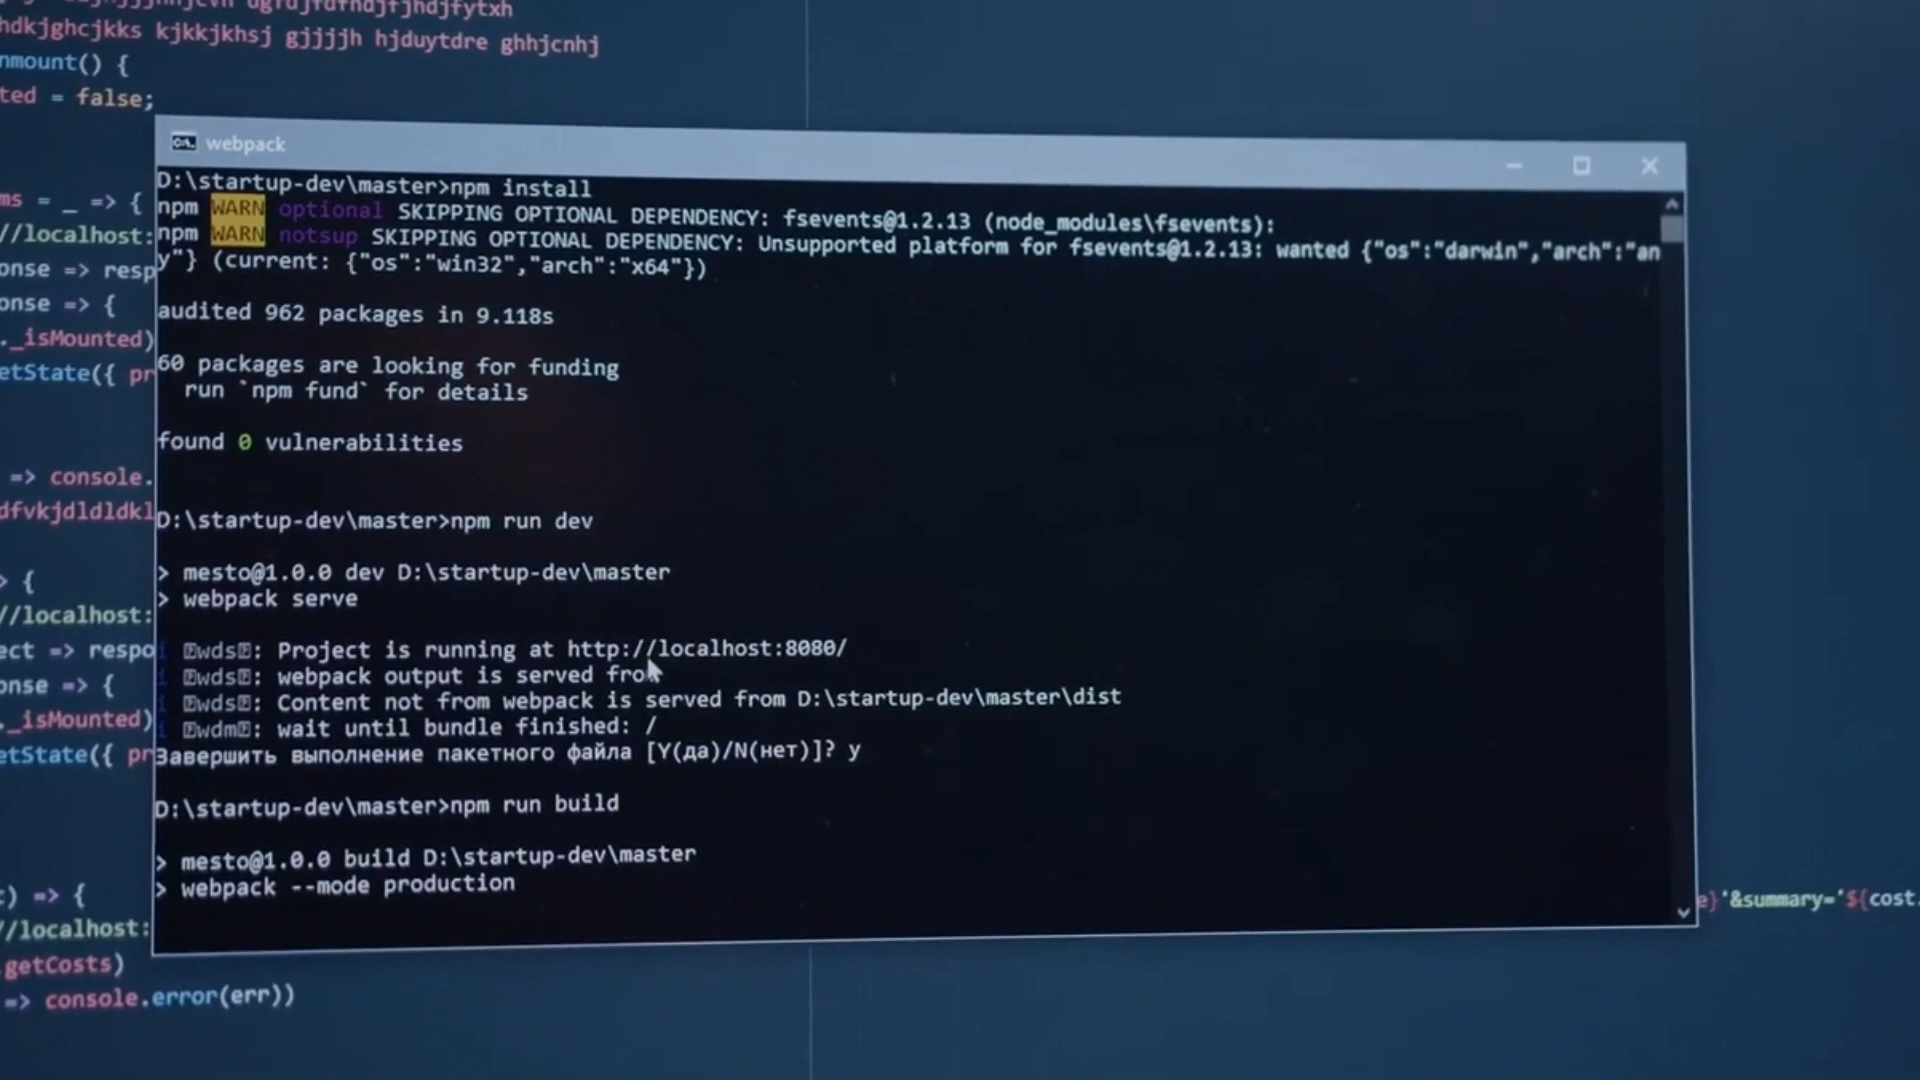 hdkjghcjkks kjkkjkhsj gjjjjh hjduytdre ghhjcnhj
nmount() {
ted = false;
webpack
D:\startup-dev\master>npm install
npm WARN optional SKIPPING OPTIONAL DEPENDENCY: fsevents@1.2.13 (node_modules\fsevents):
npm WARN notsup SKIPPING OPTIONAL DEPENDENCY: Unsupported platform for fsevents@1.2.13: wanted {"os":"darwin","arch":"an
y"} (current: {"os":"win32","arch":"x64"})
audited 962 packages in 9.118s
60 packages are looking for funding
run `npm fund` for details
found 0 vulnerabilities
D:\startup-dev\master>npm run dev
> mesto@1.0.0 dev D:\startup-dev\master
> webpack serve
i ⍰wds⍰: Project is running at http://localhost:8080/
i ⍰wds⍰: webpack output is served from
i ⍰wds⍰: Content not from webpack is served from D:\startup-dev\master\dist
i ⍰wdm⍰: wait until bundle finished: /
Завершить выполнение пакетного файла [Y(да)/N(нет)]? y
D:\startup-dev\master>npm run build
> mesto@1.0.0 build D:\startup-dev\master
> webpack --mode production
ms = _ => {
//localhost:
onse => resp
onse => {
._isMounted)
etState({ pr
=> console.
dfvkjdldldkl
> {
//localhost:
ect => respo
onse => {
._isMounted)
etState({ pr
) => {
//localhost:
.getCosts)
=> console.error(err))
e}'&summary='${cost.